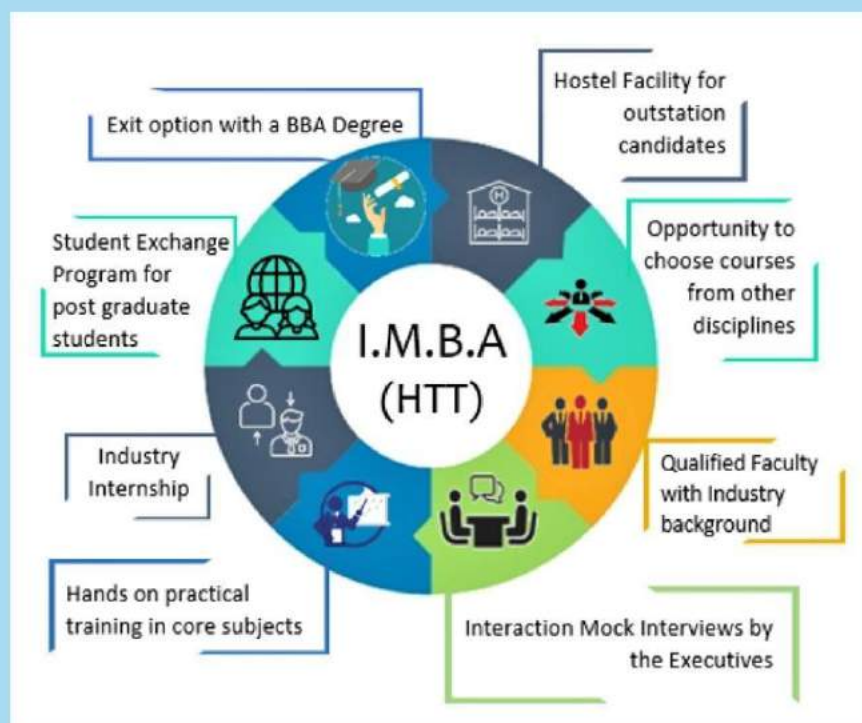 Exit option with a BBA Degree
Hostel Facility for
outstation
candidates
Student Exchange
Program for
post graduate
students
Opportunity to
choose courses
from other
disciplines
I.M.B.A
(HTT)
H
Industry
Internship
Qualified Faculty
with Industry
background
Hands on practical
training in core subjects
Interaction Mock Interviews by
the Executives